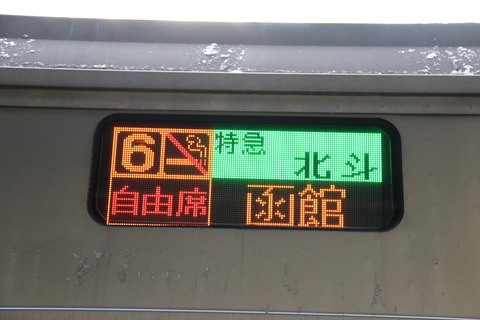 6 特急
北斗
自由席 函館